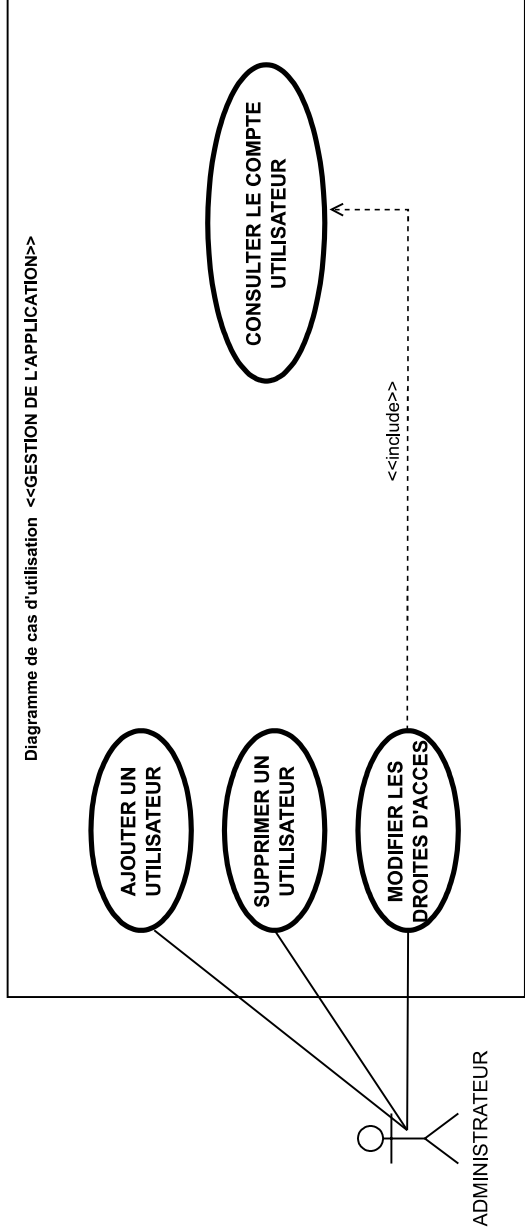 Diagramme de cas d'utilisation <<GESTION DE L'APPLICATION>>
AJOUTER UN
UTILISATEUR
SUPPRIMER UN
UTILISATEUR
MODIFIER LES
DROITES D'ACCES
CONSULTER LE COMPTE
UTILISATEUR
<<include>>
ADMINISTRATEUR